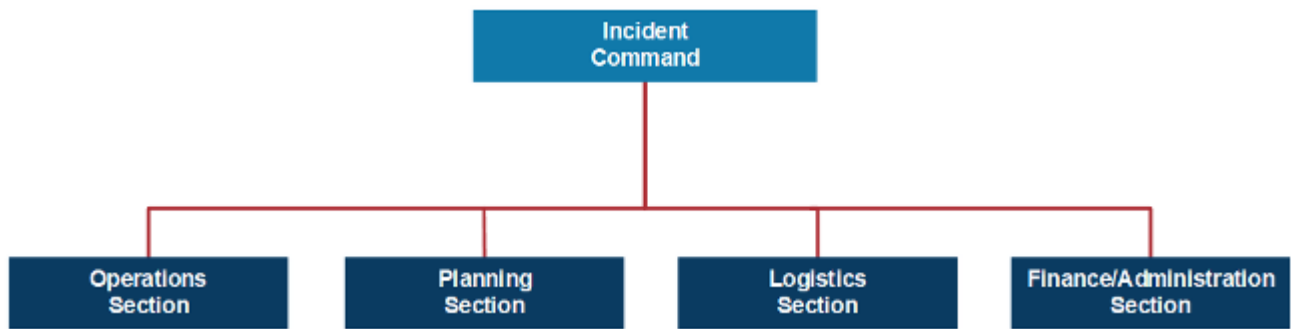 Incident
Command
Operations
Section
Planning
Section
Logistics
Section
Finance/Administration
Section